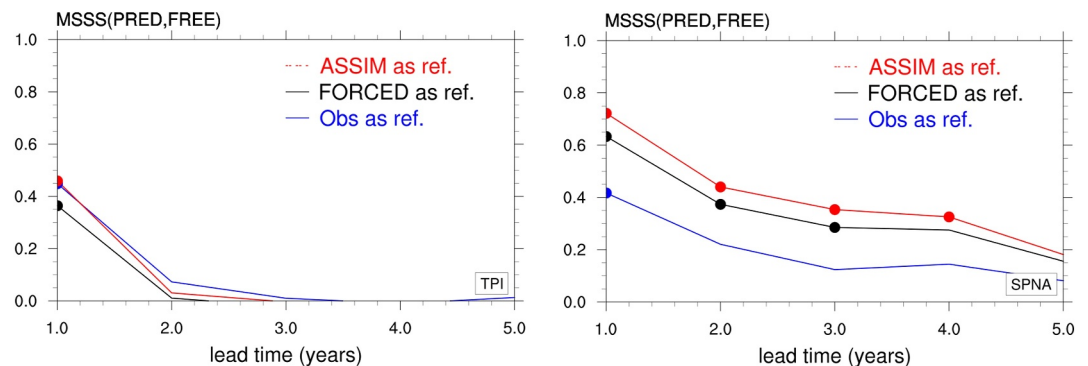 MSSS(PRED,FREE)
1.0
0.8
0.6
0.4
0.2
0.0
ASSIM as ref.
FORCED as ref.
Obs as ref.
TPI
1.0 2.0 3.0 4.0 5.0
lead time (years)
MSSS(PRED,FREE)
1.0
0.8
0.6
0.4
0.2
0.0
ASSIM as ref.
FORCED as ref.
Obs as ref.
SPNA
1.0 2.0 3.0 4.0 5.0
lead time (years)